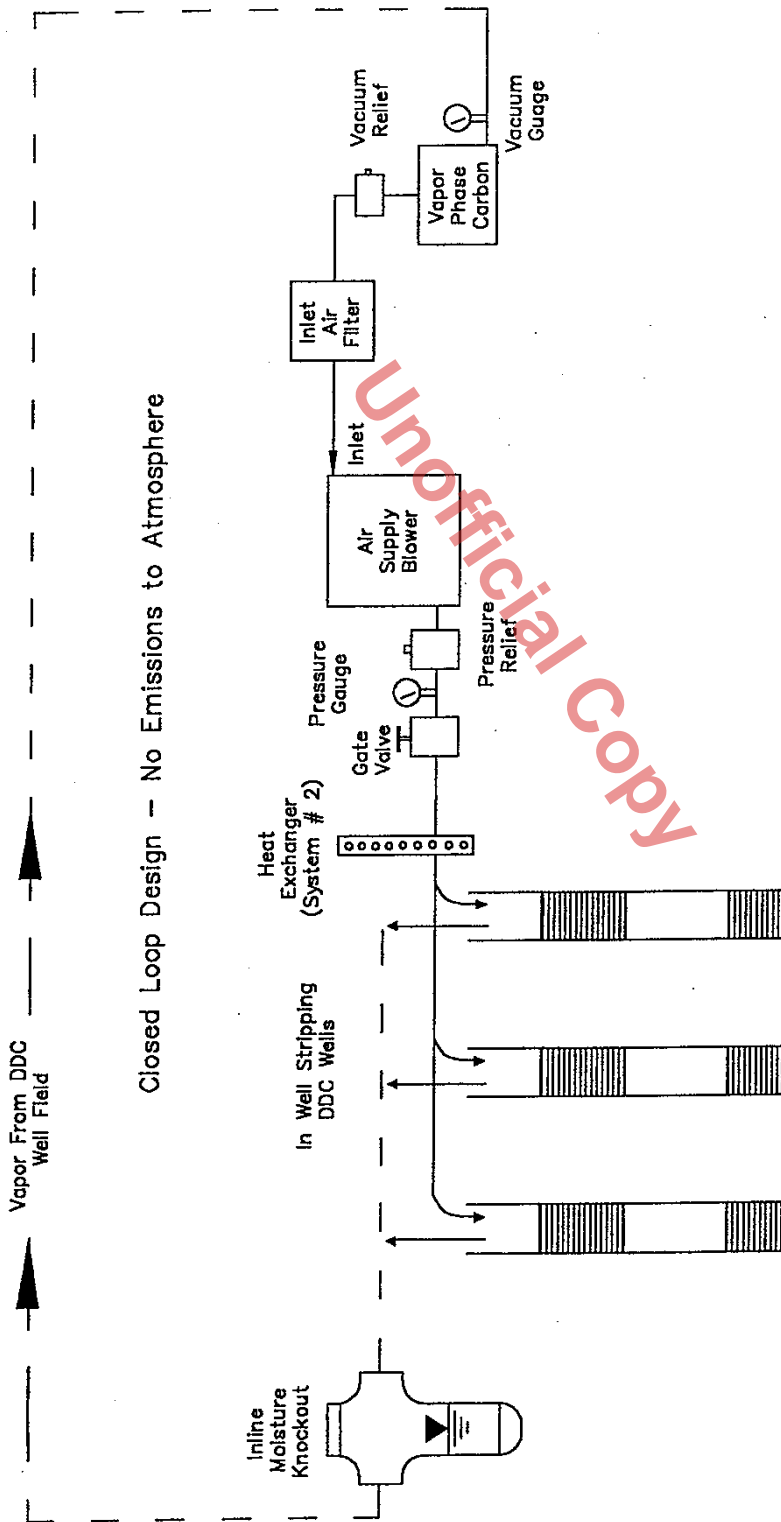 Vapor From DDC
Well Field
Closed Loop Design – No Emissions to Atmosphere
Inline
Moisture
Knockout
In Well Stripping
DDC Wells
Heat
Exchanger
(System # 2)
Gate
Valve
Pressure
Gauge
Pressure
Relief
Air
Supply
Blower
Inlet
Inlet
Air
Filter
Vacuum
Relief
Vapor
Phase
Carbon
Vacuum
Guage
Unofficial Copy